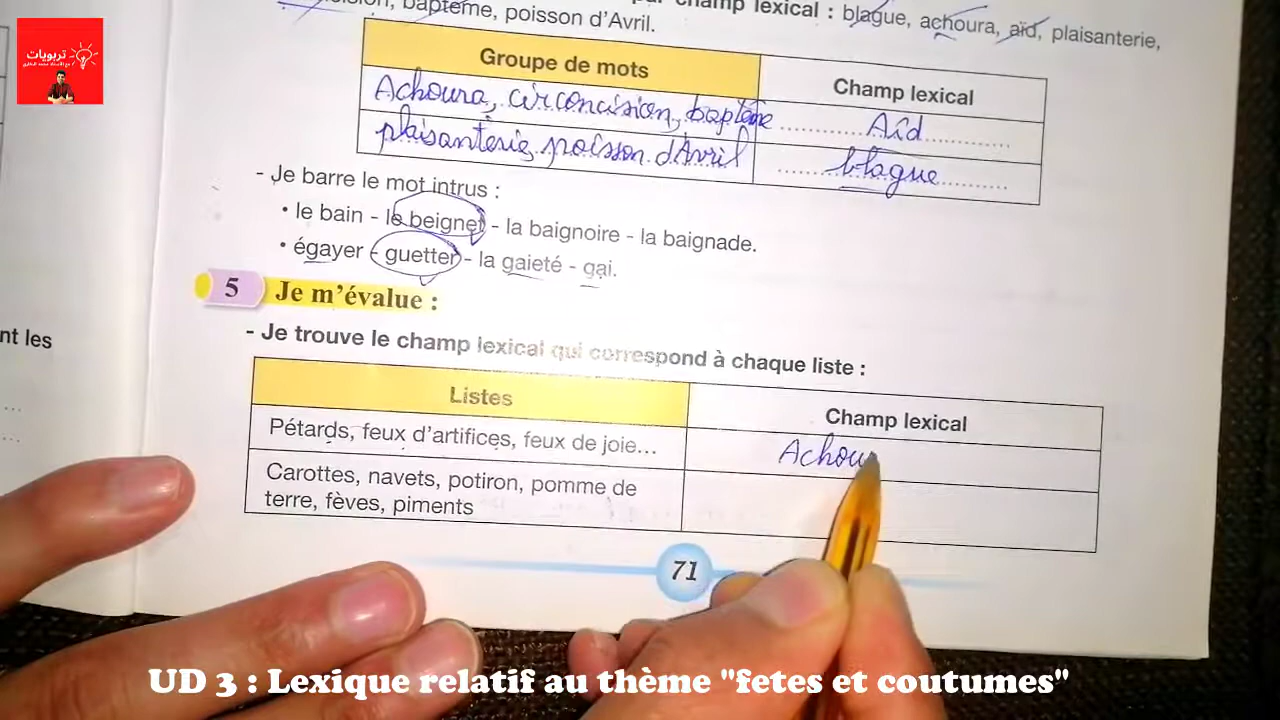 champ lexical : blague, achoura, aïd, plaisanterie,
baptême, poisson d'Avril.
تربويات
Groupe de mots
Champ lexical
Achoura, circoncision, baptême
Aïd
plaisanterie, poisson d'Avril
blague
- Je barre le mot intrus :
• le bain - le beignet - la baignoire - la baignade.
• égayer - guetter - la gaieté - gai.
5 Je m'évalue :
- Je trouve le champ lexical qui correspond à chaque liste :
nt les
Listes
Champ lexical
Pétards, feux d'artifices, feux de joie...
Achou
Carottes, navets, potiron, pomme de
terre, fèves, piments
71
UD 3 : Lexique relatif au thème "fetes et coutumes"